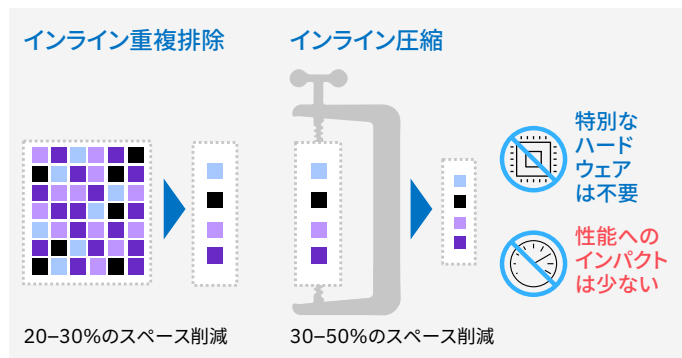 インライン重複排除
インライン圧縮
特別な
ハード
ウェア
は不要
性能への
インパクト
は少ない
20–30%のスペース削減
30–50%のスペース削減